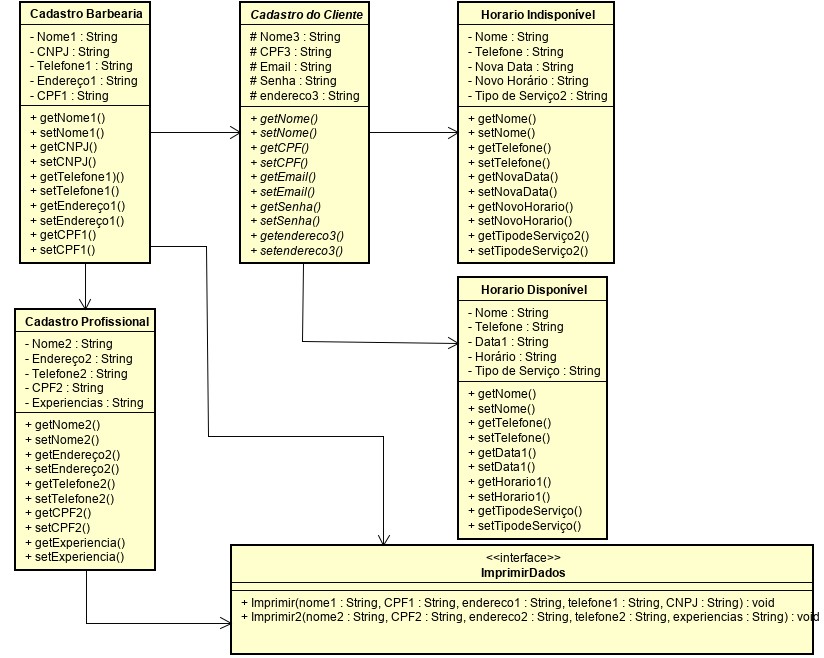 Cadastro Barbearia
- Nome1 : String
- CNPJ : String
- Telefone1 : String
- Endereço1 : String
- CPF1 : String
+ getNome1()
+ setNome1()
+ getCNPJ()
+ setCNPJ()
+ getTelefone1)()
+ setTelefone1()
+ getEndereço1()
+ setEndereço1()
+ getCPF1()
+ setCPF1()
Cadastro do Cliente
# Nome3 : String
# CPF3 : String
# Email : String
# Senha : String
# endereco3 : String
+ getNome()
+ setNome()
+ getCPF()
+ setCPF()
+ getEmail()
+ setEmail()
+ getSenha()
+ setSenha()
+ getendereco3()
+ setendereco3()
Horario Indisponível
- Nome : String
- Telefone : String
- Nova Data : String
- Novo Horário : String
- Tipo de Serviço2 : String
+ getNome()
+ setNome()
+ getTelefone()
+ setTelefone()
+ getNovaData()
+ setNovaData()
+ getNovoHorario()
+ setNovoHorario()
+ getTipodeServiço2()
+ setTipodeServiço2()
Cadastro Profissional
- Nome2 : String
- Endereço2 : String
- Telefone2 : String
- CPF2 : String
- Experiencias : String
+ getNome2()
+ setNome2()
+ getEndereço2()
+ setEndereço2()
+ getTelefone2()
+ setTelefone2()
+ getCPF2()
+ setCPF2()
+ getExperiencia()
+ setExperiencia()
Horario Disponível
- Nome : String
- Telefone : String
- Data1 : String
- Horário : String
- Tipo de Serviço : String
+ getNome()
+ setNome()
+ getTelefone()
+ setTelefone()
+ getData1()
+ setData1()
+ getHorario1()
+ setHorario1()
+ getTipodeServiço()
+ setTipodeServiço()
<<interface>>
ImprimirDados
+ Imprimir(nome1 : String, CPF1 : String, endereco1 : String, telefone1 : String, CNPJ : String) : void
+ Imprimir2(nome2 : String, CPF2 : String, endereco2 : String, telefone2 : String, experiencias : String) : void